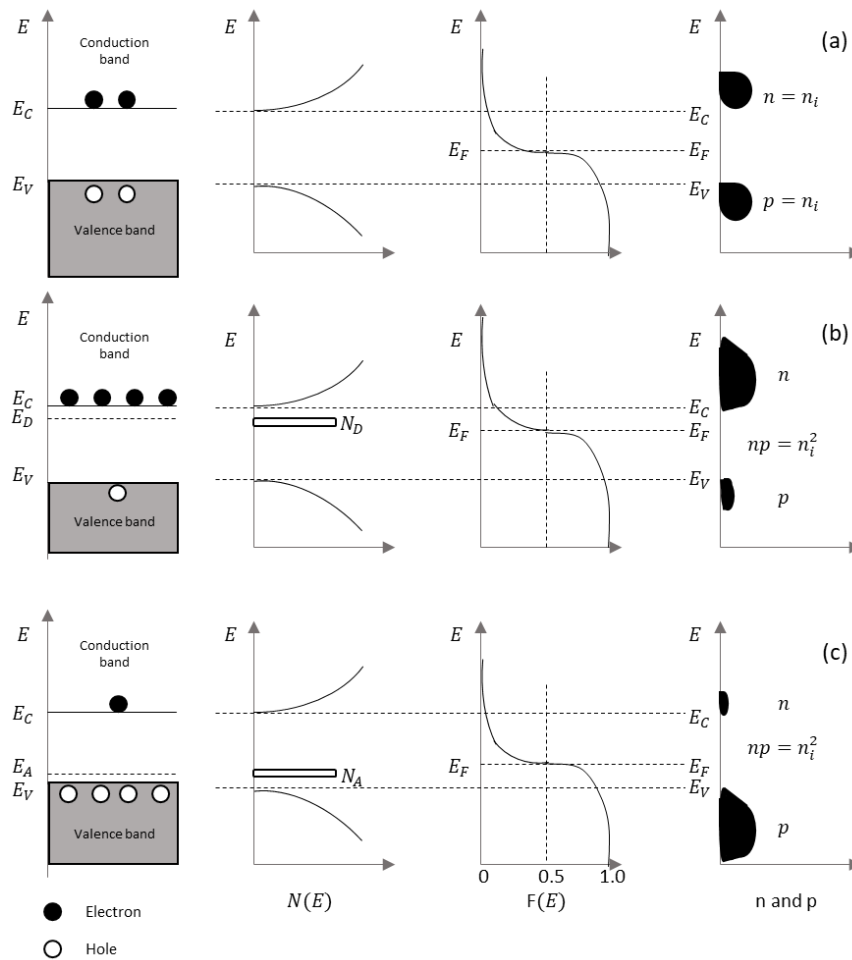 E
Conduction
band
E_C
E_V
Valence band
E
E
E_F
E
(a)
n = n_i
E_C
E_F
E_V
p = n_i
E
Conduction
band
E_C
E_D
E_V
Valence band
E
N_D
E
E_F
E
(b)
n
E_C
E_F
np = n_i^2
E_V
p
E
Conduction
band
E_C
E_A
E_V
Valence band
E
N_A
N(E)
E
E_F
0
0.5
1.0
F(E)
E
(c)
n
E_C
np = n_i^2
E_F
E_V
p
n and p
Electron
Hole